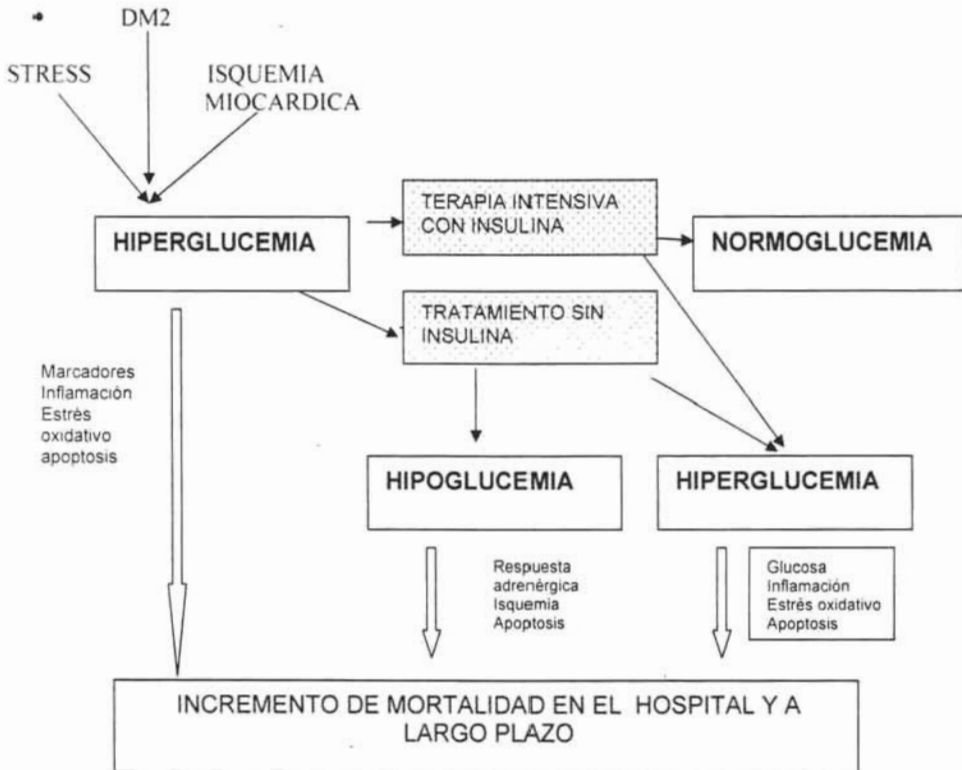 DM2
STRESS
ISQUEMIA
MIOCARDICA
TERAPIA INTENSIVA
CON INSULINA
HIPERGLUCEMIA
NORMOGLUCEMIA
TRATAMIENTO SIN
INSULINA
Marcadores
Inflamación
Estrès
oxidativo
apoptosis
HIPOGLUCEMIA
HIPERGLUCEMIA
Respuesta
adrenérgica
Isquemia
Apoptosis
Glucosa
Inflamación
Estrés oxidativo
Apoptosis
INCREMENTO DE MORTALIDAD EN EL HOSPITAL Y A
LARGO PLAZO